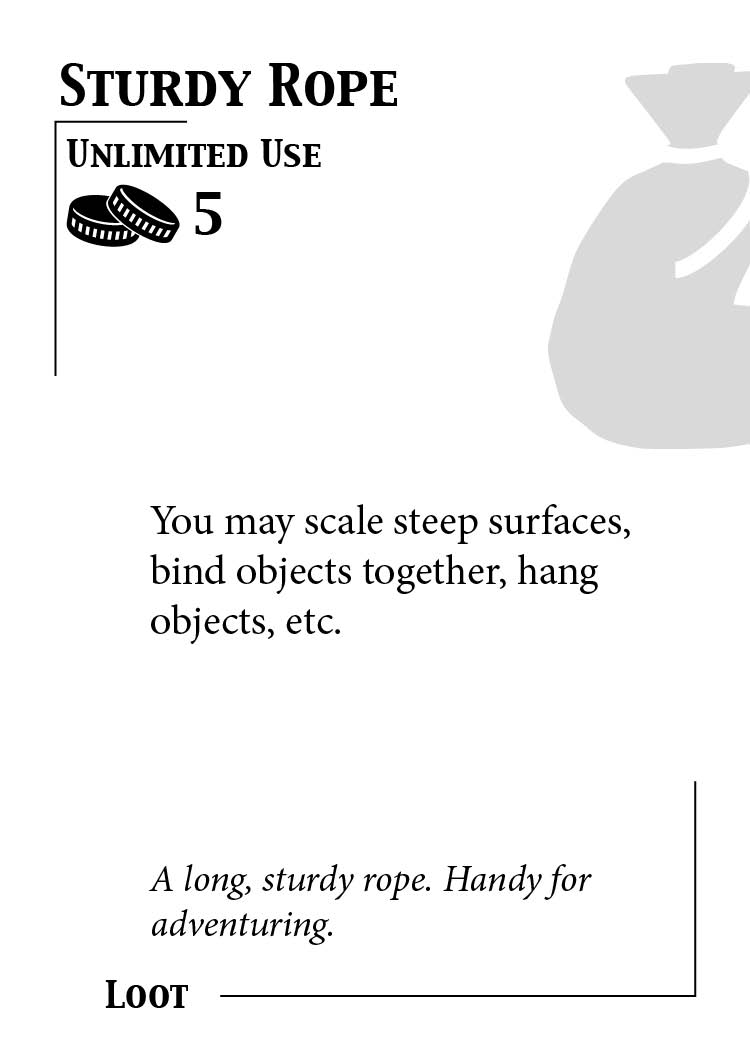 Sturdy Rope
Unlimited Use
5
You may scale steep surfaces,
bind objects together, hang
objects, etc.
A long, sturdy rope. Handy for
adventuring.
Loot